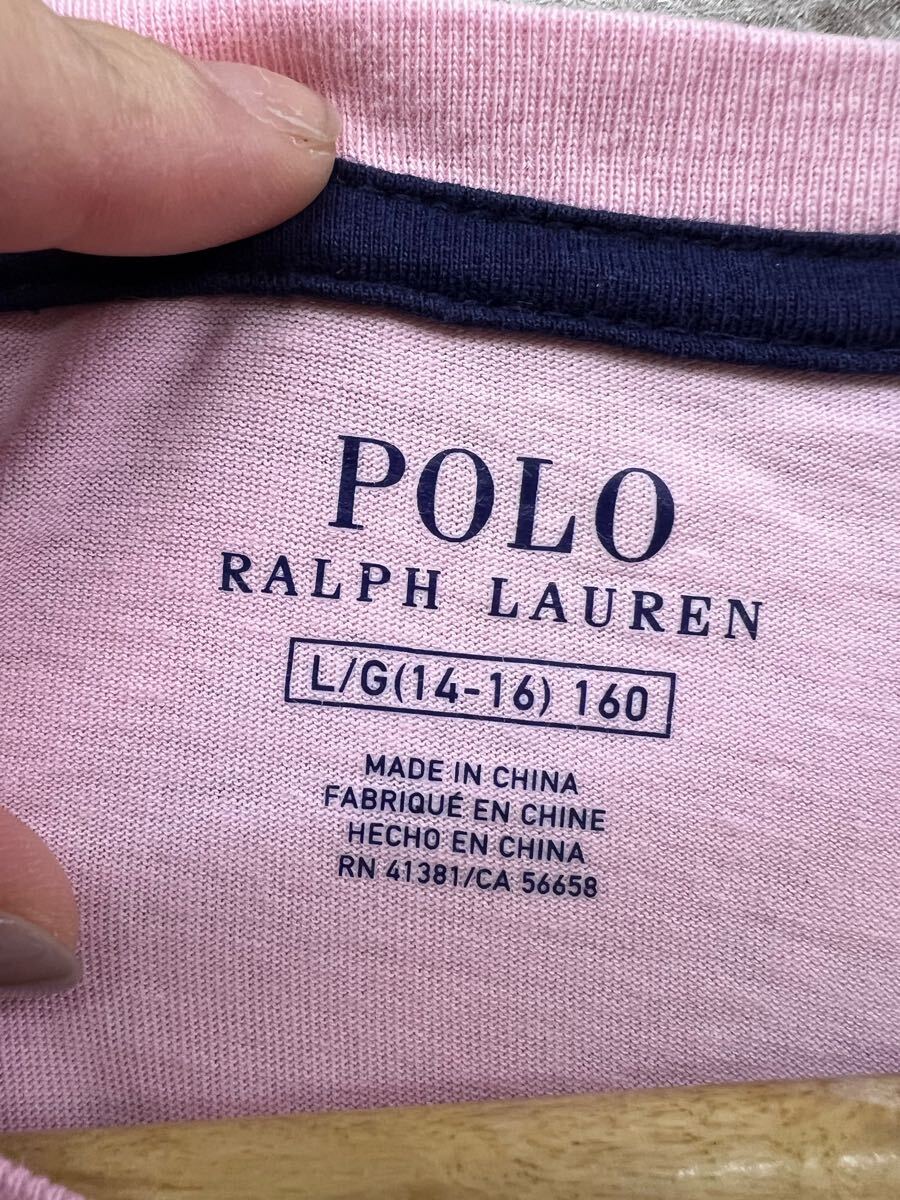 POLO
RALPH LAUREN
L/G(14-16) 160
MADE IN CHINA
FABRIQUÉ EN CHINE
HECHO EN CHINA
RN 41381/CA 56658